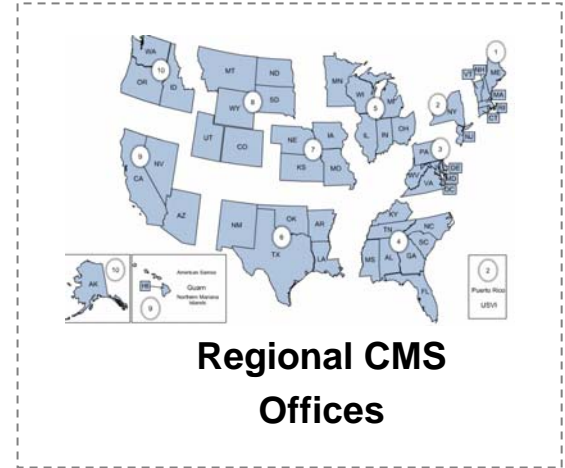 WA
10
OR
ID
MT
ND
SD
WY
8
UT
CO
9
NV
CA
AZ
MN
WI
MI
5
IL
IN
OH
NE
IA
7
KS
MO
NM
OK
AR
6
TX
LA
KY
TN
NC
SC
4
MS
AL
GA
FL
1
VT
NH
ME
MA
RI
CT
2
NY
NJ
PA
3
DE
MD
WV
VA
DC
10
AK
American Samoa
HI
Guam
Northern Mariana
Islands
9
2
Puerto Rico
USVI
Regional CMS
Offices